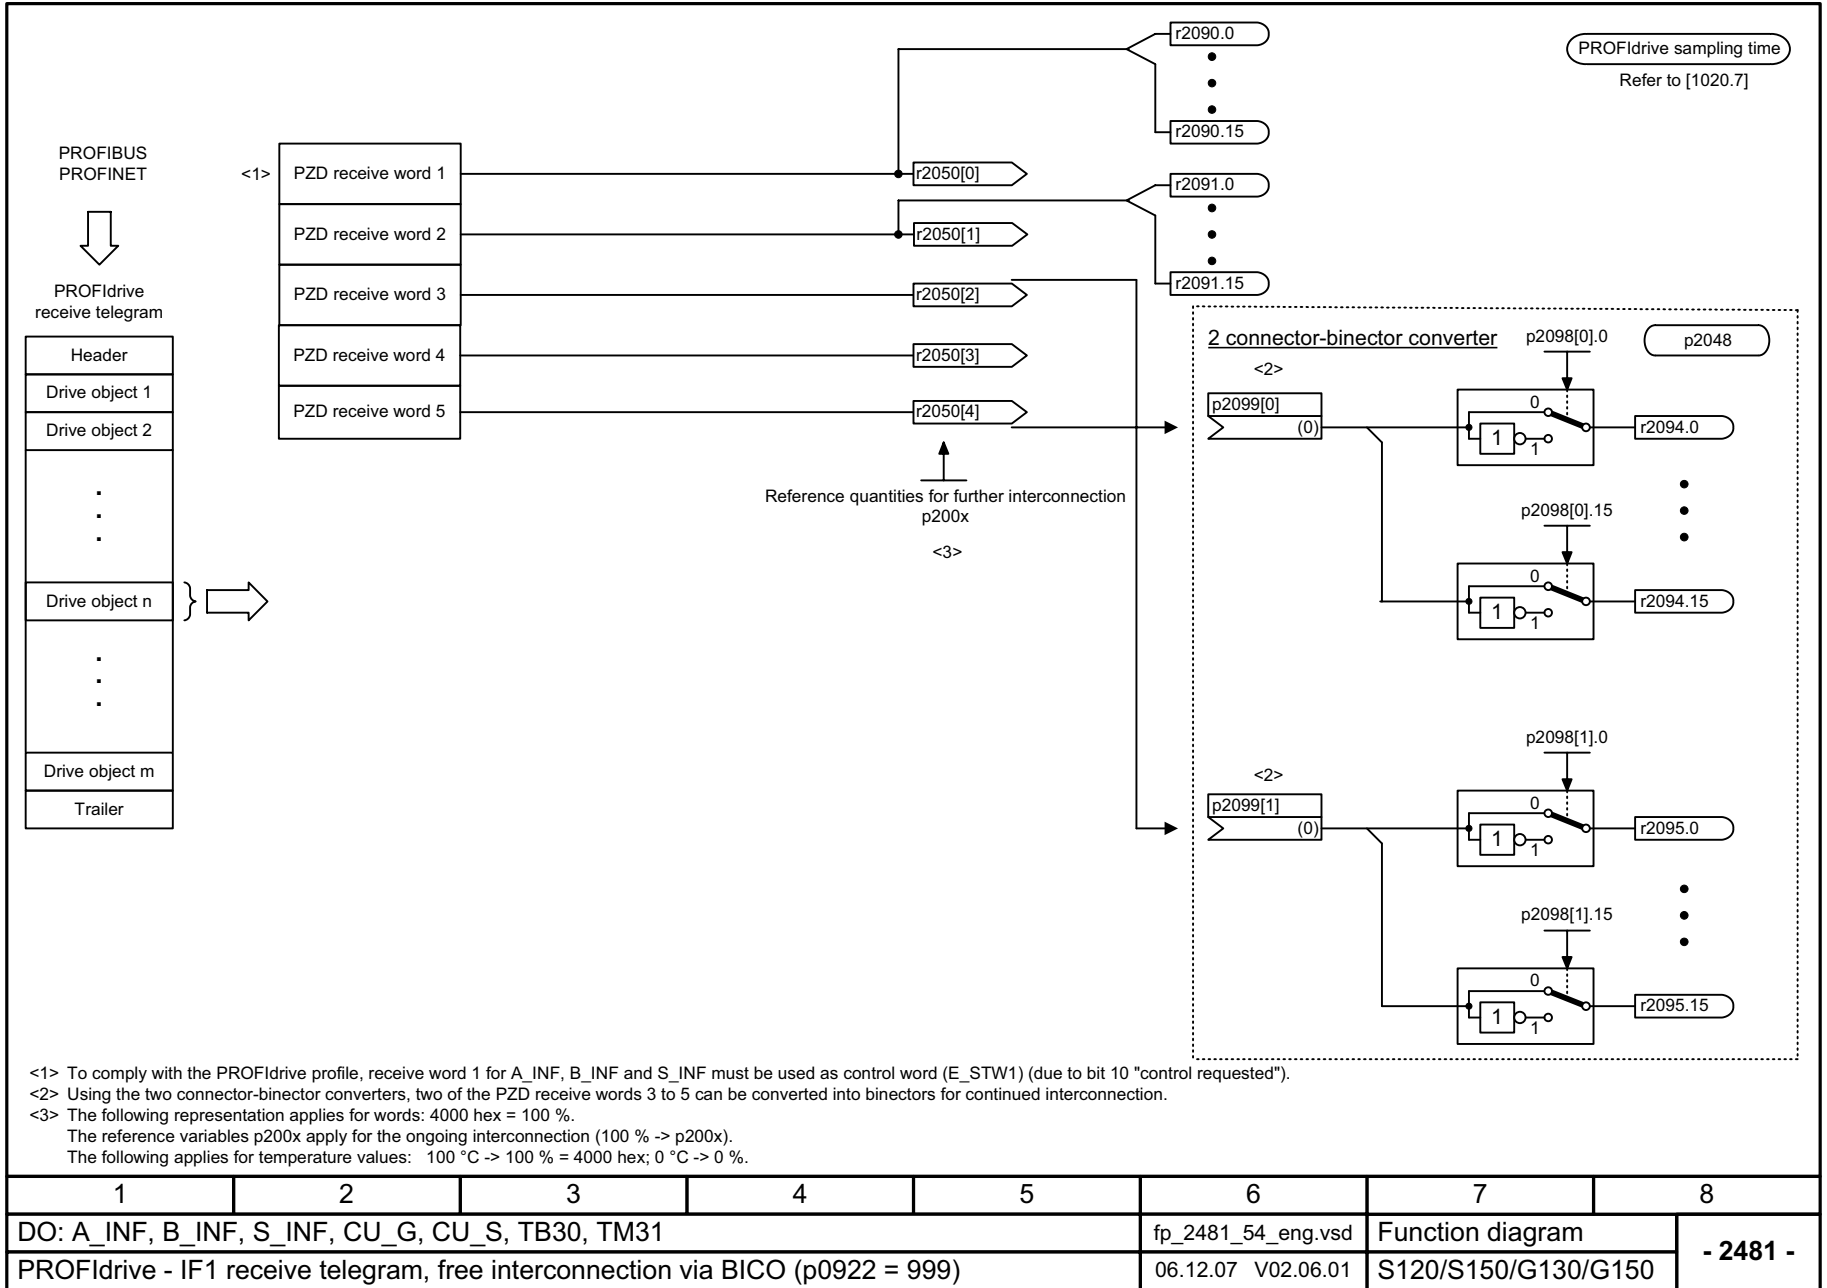 r2090.0
PROFIdrive sampling time
Refer to [1020.7]
r2090.15
PROFIBUS
PROFINET
<1>
PZD receive word 1
r2050[0]
r2091.0
PZD receive word 2
r2050[1]
r2091.15
PROFIdrive
receive telegram
PZD receive word 3
r2050[2]
PZD receive word 4
r2050[3]
PZD receive word 5
r2050[4]
Header
Drive object 1
Drive object 2
Drive object n
}
Drive object m
Trailer
Reference quantities for further interconnection
p200x
<3>
2 connector-binector converter
p2098[0].0
p2048
<2>
p2099[0]
(0)
0
1
1
r2094.0
p2098[0].15
0
1
1
r2094.15
p2098[1].0
<2>
p2099[1]
(0)
0
1
1
r2095.0
p2098[1].15
0
1
1
r2095.15
<1> To comply with the PROFIdrive profile, receive word 1 for A_INF, B_INF and S_INF must be used as control word (E_STW1) (due to bit 10 "control requested").
<2> Using the two connector-binector converters, two of the PZD receive words 3 to 5 can be converted into binectors for continued interconnection.
<3> The following representation applies for words: 4000 hex = 100 %.
The reference variables p200x apply for the ongoing interconnection (100 % -> p200x).
The following applies for temperature values: 100 °C -> 100 % = 4000 hex; 0 °C -> 0 %.
1 2 3 4 5 6 7 8
DO: A_INF, B_INF, S_INF, CU_G, CU_S, TB30, TM31
fp_2481_54_eng.vsd
Function diagram
- 2481 -
PROFIdrive - IF1 receive telegram, free interconnection via BICO (p0922 = 999)
06.12.07 V02.06.01
S120/S150/G130/G150